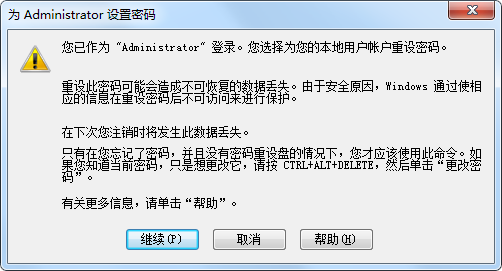 为 Administrator 设置密码
您已作为 "Administrator" 登录。您选择为您的本地用户帐户重设密码。
重设此密码可能会造成不可恢复的数据丢失。由于安全原因，Windows 通过使相
应的信息在重设密码后不可访问来进行保护。
在下次您注销时将发生此数据丢失。
只有在您忘记了密码，并且没有密码重设盘的情况下，您才应该使用此命令。如
果您知道当前密码，只是想更改它，请按 CTRL+ALT+DELETE，然后单击“更改密
码”。
有关更多信息，请单击“帮助”。
继续(P) 取消 帮助(H)